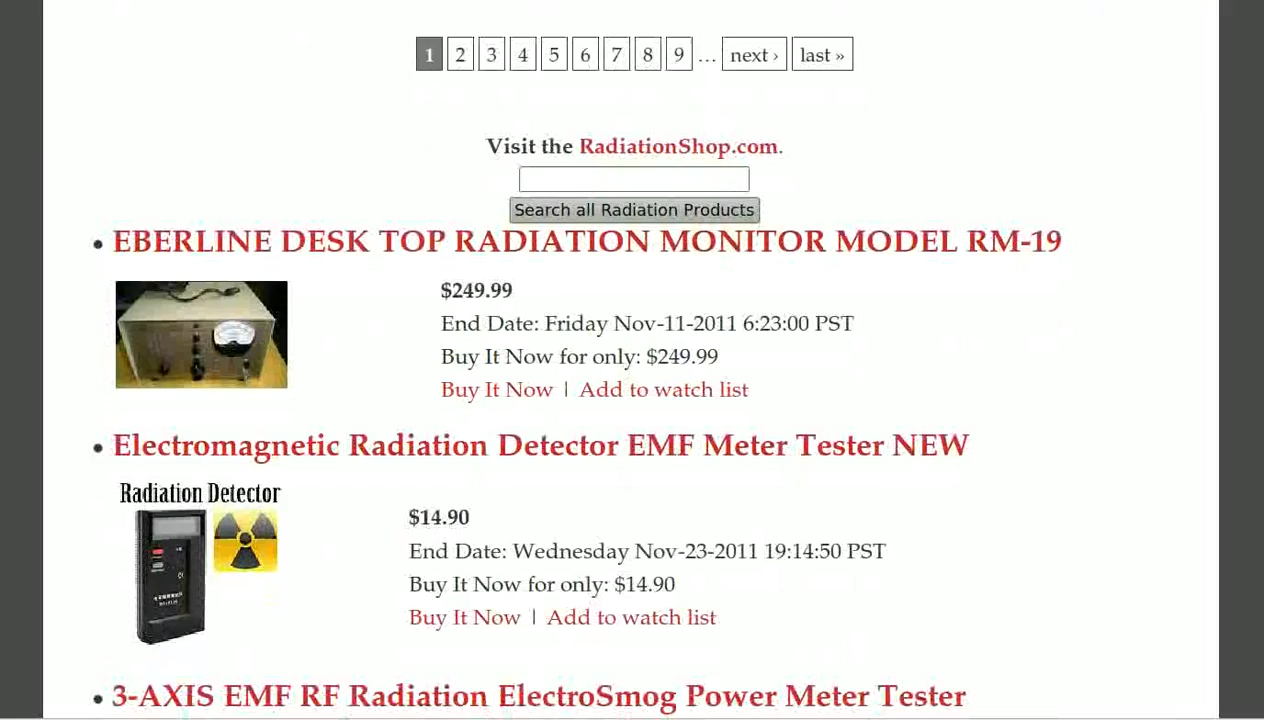 1 2 3 4 5 6 7 8 9 … next › last »
Visit the RadiationShop.com.
Search all Radiation Products
• EBERLINE DESK TOP RADIATION MONITOR MODEL RM-19
$249.99
End Date: Friday Nov-11-2011 6:23:00 PST
Buy It Now for only: $249.99
Buy It Now | Add to watch list
• Electromagnetic Radiation Detector EMF Meter Tester NEW
Radiation Detector
$14.90
End Date: Wednesday Nov-23-2011 19:14:50 PST
Buy It Now for only: $14.90
Buy It Now | Add to watch list
• 3-AXIS EMF RF Radiation ElectroSmog Power Meter Tester